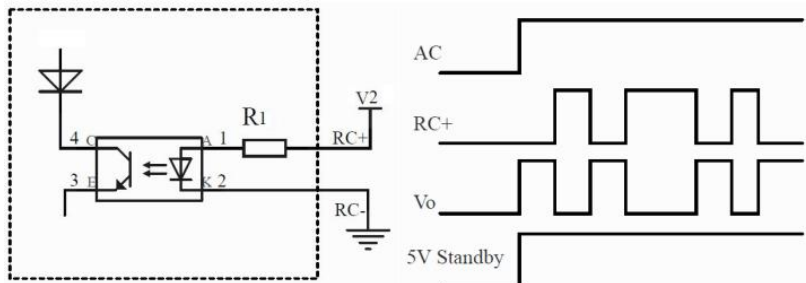 V2
R1
4 C
A 1
RC+
3 E
K 2
RC-
AC
RC+
Vo
5V Standby